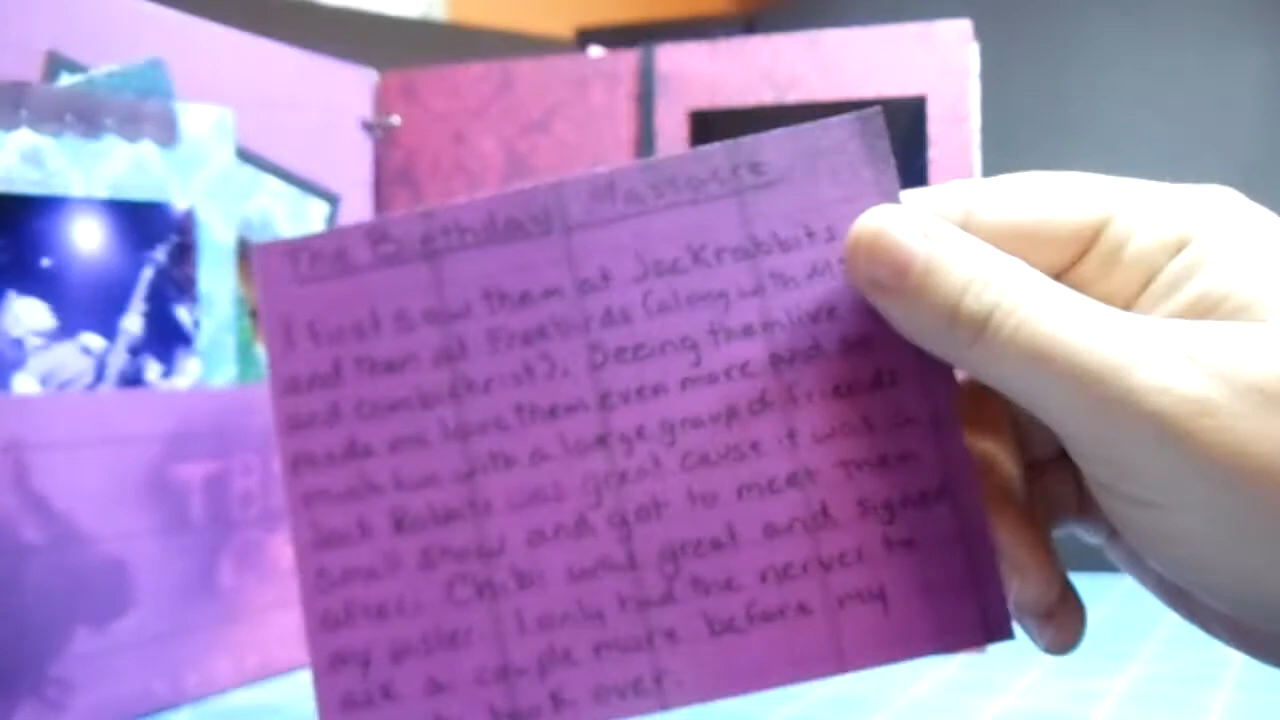 The Birthday Massacre
I first saw them at Jackrabbits
and then at Freebirds (along with
and combichrist). Seeing them live
made me love them even more and
much fun with a large group of friends
Jack Rabbits was great cause it was a
small show and got to meet them
after. Chibi was great and signed
my poster. I only had the nerve to
ask a couple more before my
took over.